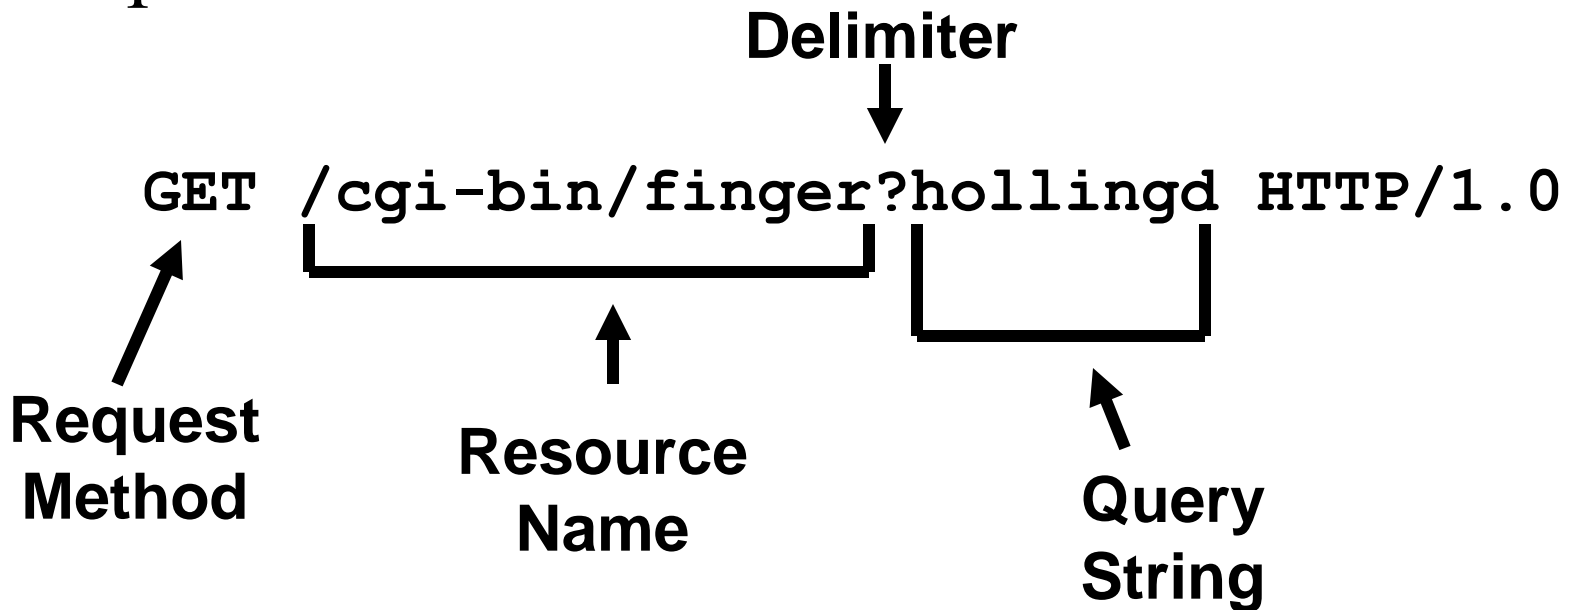 Delimiter
GET /cgi-bin/finger?hollingd HTTP/1.0
Request
Method
Resource
Name
Query
String